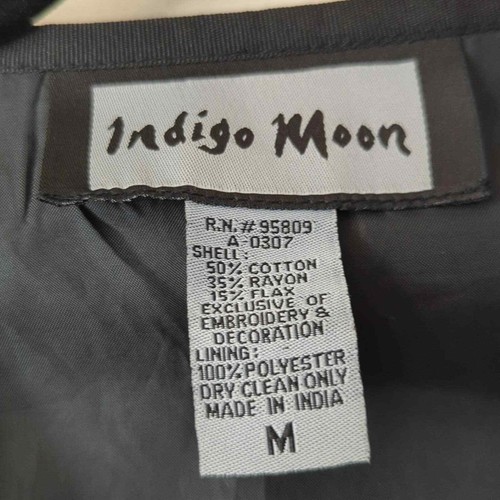 Indigo Moon
R.N.# 95809
A-0307
SHELL:
50% COTTON
35% RAYON
15% FLAX
EXCLUSIVE OF
EMBROIDERY &
DECORATION
LINING:
100% POLYESTER
DRY CLEAN ONLY
MADE IN INDIA
M